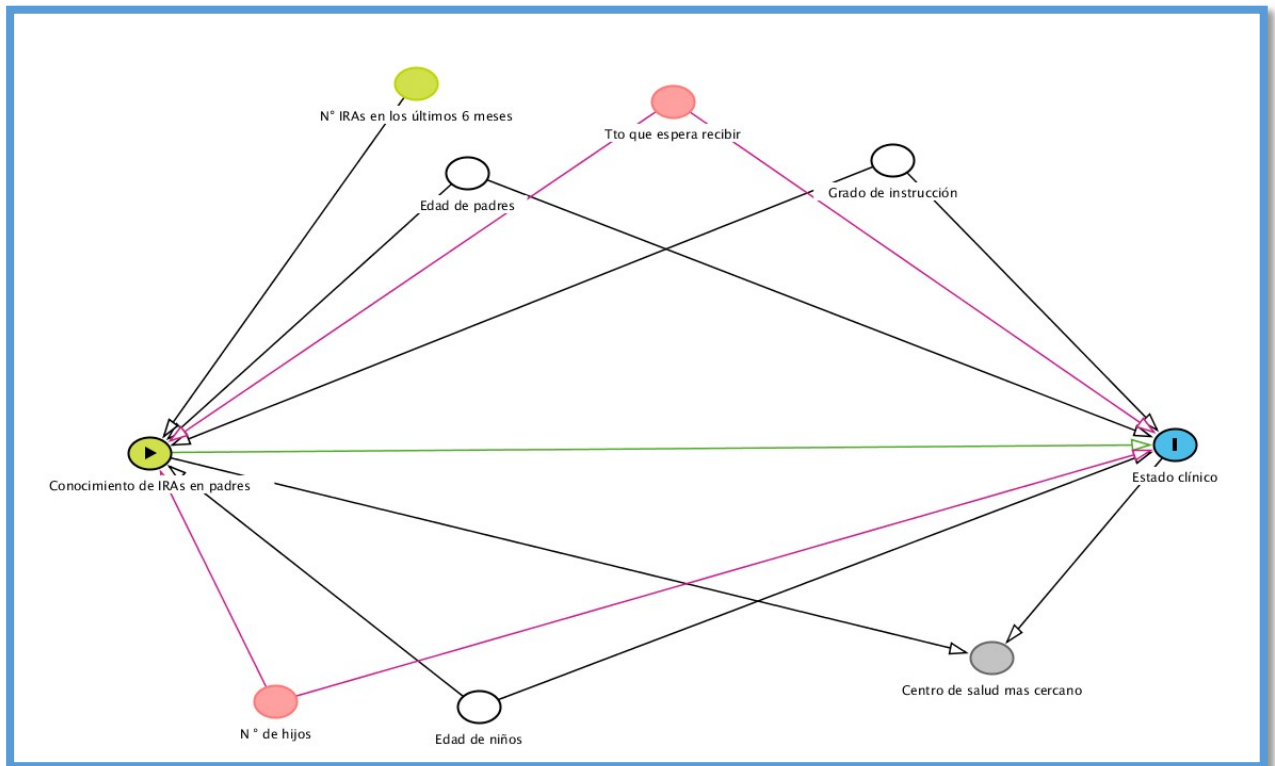 N° IRAs en los últimos 6 meses
Tto que espera recibir
Grado de instrucción
Edad de padres
Conocimiento de IRAs en padres
Estado clínico
Centro de salud mas cercano
N ° de hijos
Edad de niños